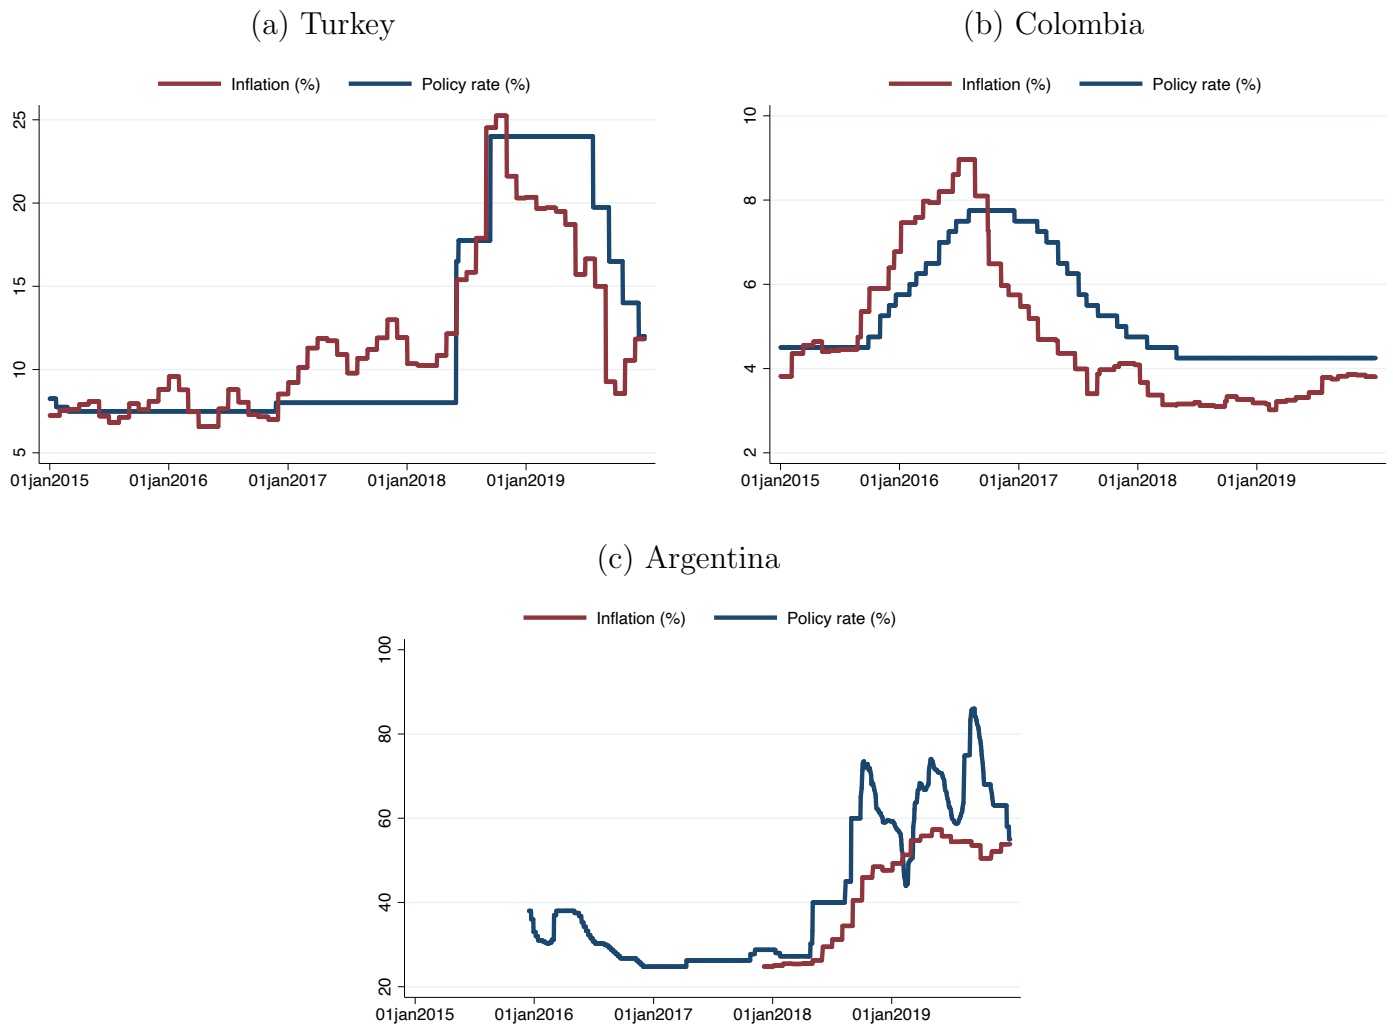 (a) Turkey
Inflation (%) Policy rate (%)
25
20
15
10
5
01jan2015 01jan2016 01jan2017 01jan2018 01jan2019
(b) Colombia
Inflation (%) Policy rate (%)
10
8
6
4
2
01jan2015 01jan2016 01jan2017 01jan2018 01jan2019
(c) Argentina
Inflation (%) Policy rate (%)
100
80
60
40
20
01jan2015 01jan2016 01jan2017 01jan2018 01jan2019